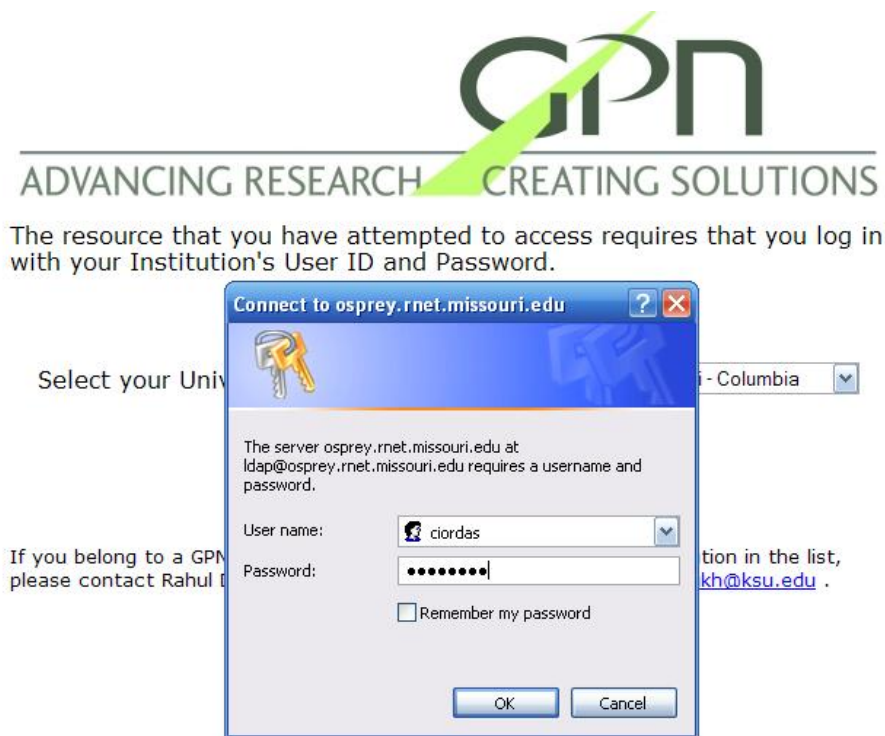 GPN
ADVANCING RESEARCH CREATING SOLUTIONS
The resource that you have attempted to access requires that you log in
with your Institution's User ID and Password.
Connect to osprey.rnet.missouri.edu
Select your
- Columbia
The server osprey.rnet.missouri.edu at
ldap@osprey.rnet.missouri.edu requires a username and
password.
User name: ciordas
If you belong to a GPN
in the list,
Password: ••••••••
please contact Rahul
kh@ksu.edu .
Remember my password
OK Cancel